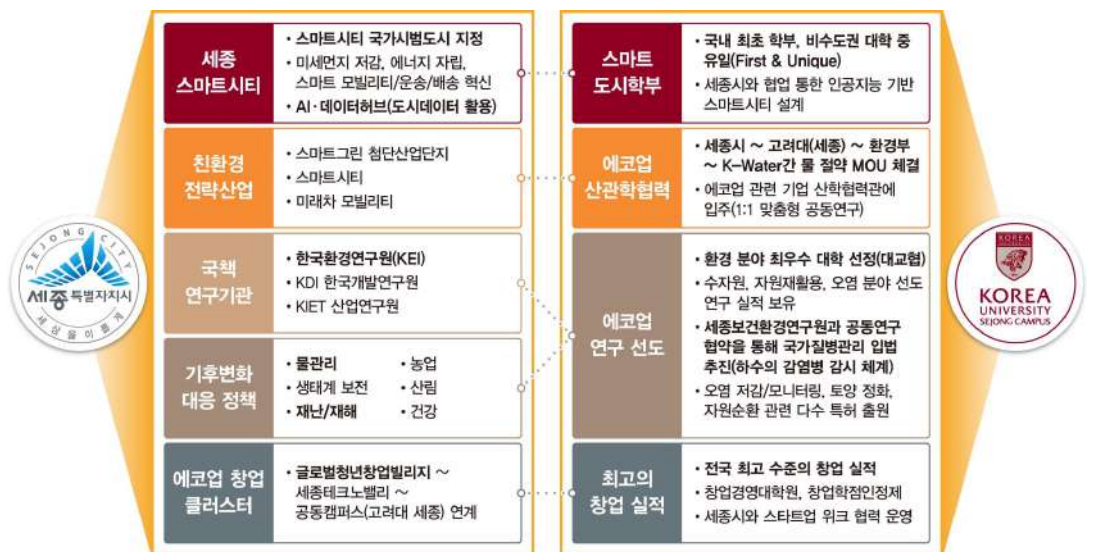 SEJONG CITY
세종특별자치시
세상을 이롭게
세종
스마트시티
• 스마트시티 국가시범도시 지정
• 미세먼지 저감, 에너지 자립,
스마트 모빌리티/운송/배송 혁신
• AI·데이터허브(도시데이터 활용)
친환경
전략산업
• 스마트그린 첨단산업단지
• 스마트시티
• 미래차 모빌리티
국책
연구기관
• 한국환경연구원(KEI)
• KDI 한국개발연구원
• KIET 산업연구원
기후변화
대응 정책
• 물관리 • 농업
• 생태계 보전 • 산림
• 재난/재해 • 건강
에코업 창업
클러스터
• 글로벌청년창업빌리지 ~
세종테크노밸리 ~
공동캠퍼스(고려대 세종) 연계
스마트
도시학부
• 국내 최초 학부, 비수도권 대학 중
유일(First & Unique)
• 세종시와 협업 통한 인공지능 기반
스마트시티 설계
에코업
산관학협력
• 세종시 ~ 고려대(세종) ~ 환경부
~ K-Water간 물 절약 MOU 체결
• 에코업 관련 기업 산학협력관에
입주(1:1 맞춤형 공동연구)
에코업
연구 선도
• 환경 분야 최우수 대학 선정(대교협)
• 수자원, 자원재활용, 오염 분야 선도
연구 실적 보유
• 세종보건환경연구원과 공동연구
협약을 통해 국가질병관리 입법
추진(하수의 감염병 감시 체계)
• 오염 저감/모니터링, 토양 정화,
자원순환 관련 다수 특허 출원
최고의
창업 실적
• 전국 최고 수준의 창업 실적
• 창업경영대학원, 창업학점인정제
• 세종시와 스타트업 위크 협력 운영
KOREA
KOREA
UNIVERSITY
SEJONG CAMPUS